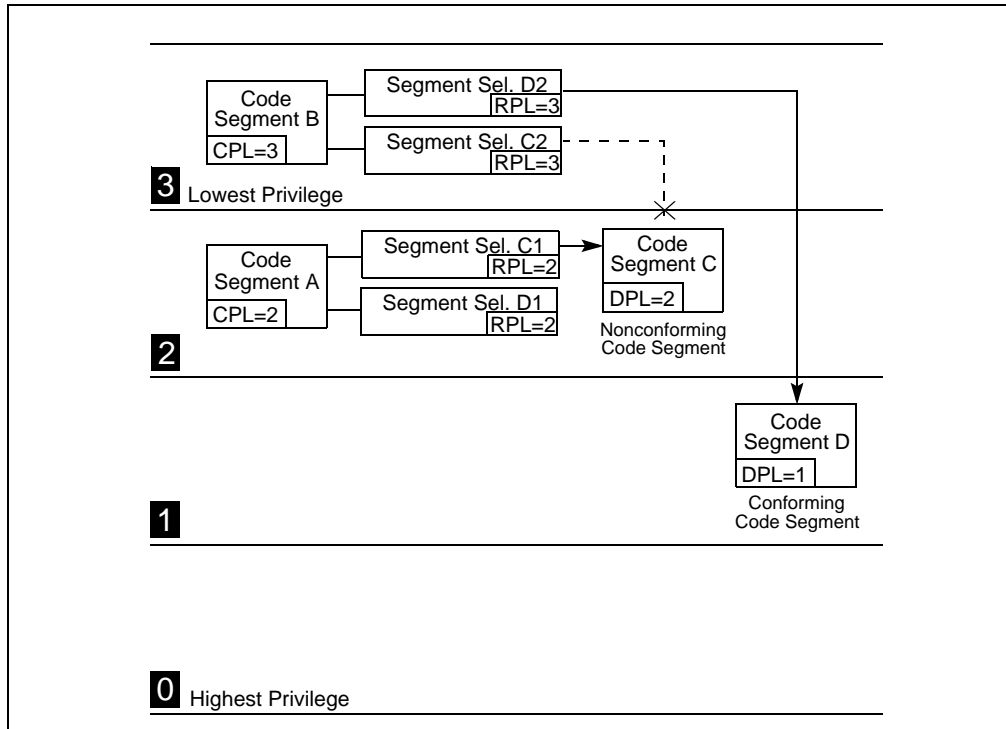 Code
Segment B
CPL=3
Segment Sel. D2
RPL=3
Segment Sel. C2
RPL=3
3 Lowest Privilege
Code
Segment A
CPL=2
Segment Sel. C1
RPL=2
Segment Sel. D1
RPL=2
Code
Segment C
DPL=2
Nonconforming
Code Segment
2
Code
Segment D
DPL=1
Conforming
Code Segment
1
0 Highest Privilege